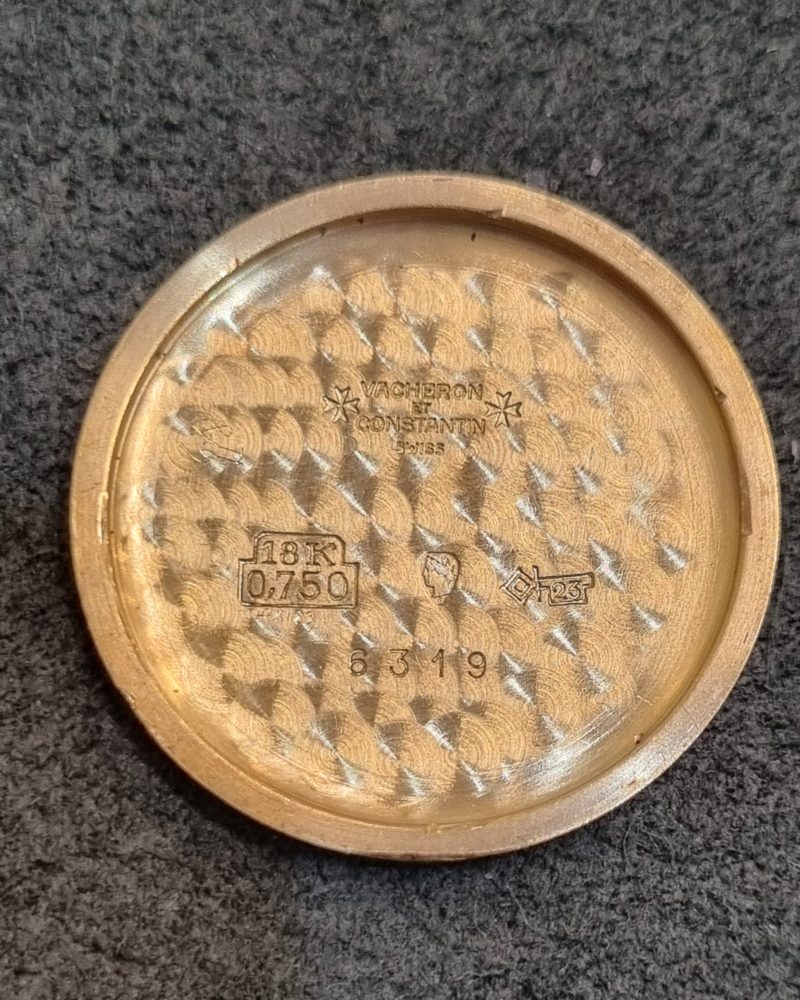 VACHERON
ET
CONSTANTIN
SWISS
18K
0,750
23
6319